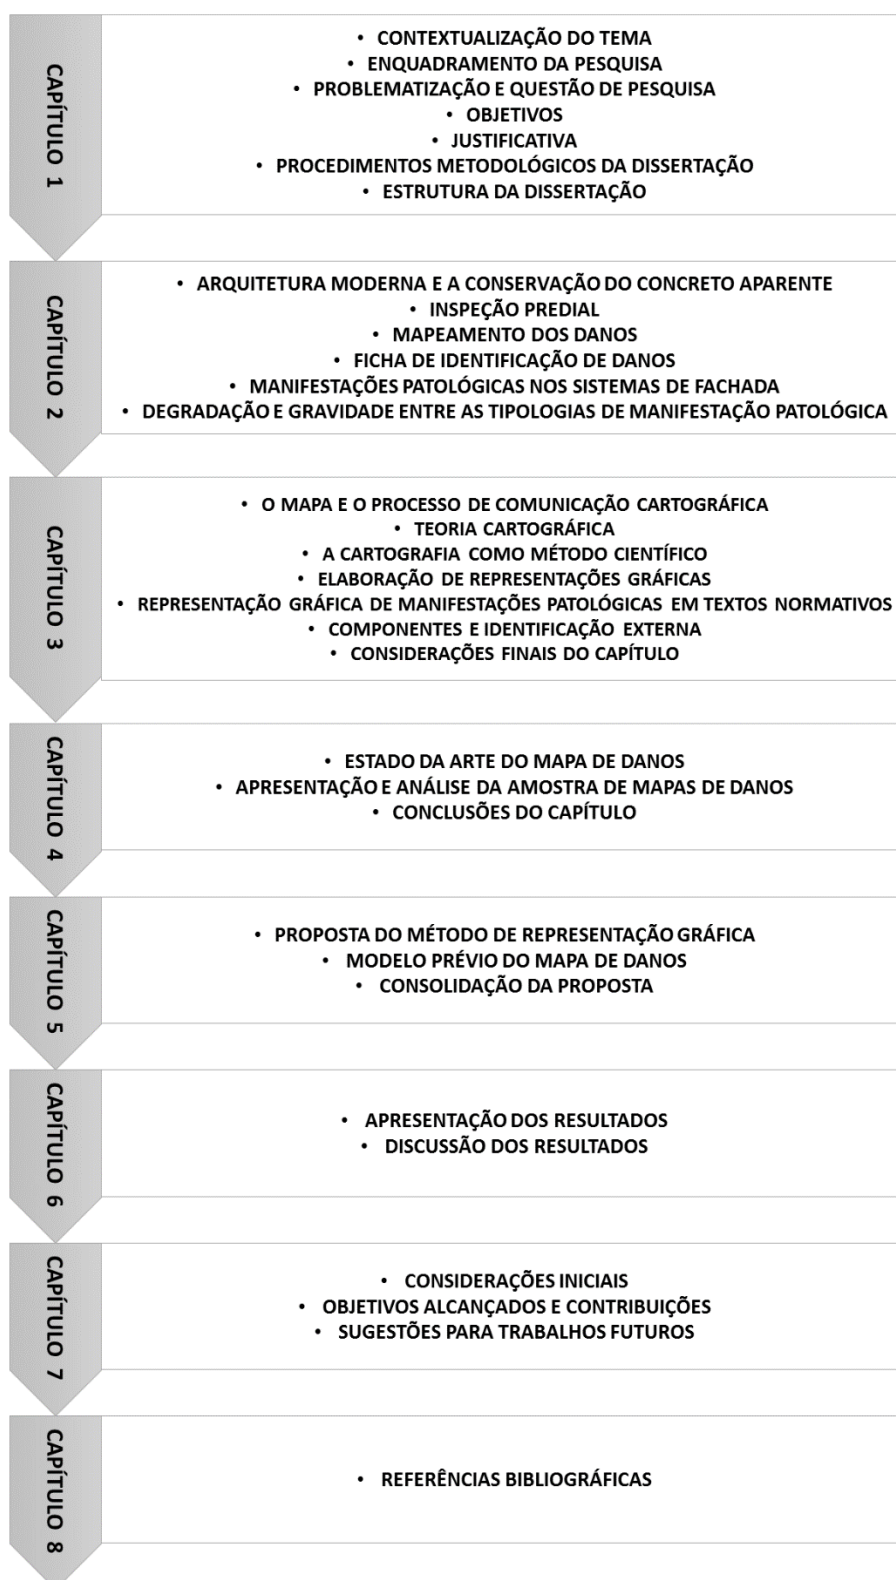 CAPÍTULO 1
• CONTEXTUALIZAÇÃO DO TEMA
• ENQUADRAMENTO DA PESQUISA
• PROBLEMATIZAÇÃO E QUESTÃO DE PESQUISA
• OBJETIVOS
• JUSTIFICATIVA
• PROCEDIMENTOS METODOLÓGICOS DA DISSERTAÇÃO
• ESTRUTURA DA DISSERTAÇÃO
CAPÍTULO 2
• ARQUITETURA MODERNA E A CONSERVAÇÃO DO CONCRETO APARENTE
• INSPEÇÃO PREDIAL
• MAPEAMENTO DOS DANOS
• FICHA DE IDENTIFICAÇÃO DE DANOS
• MANIFESTAÇÕES PATOLÓGICAS NOS SISTEMAS DE FACHADA
• DEGRADAÇÃO E GRAVIDADE ENTRE AS TIPOLOGIAS DE MANIFESTAÇÃO PATOLÓGICA
CAPÍTULO 3
• O MAPA E O PROCESSO DE COMUNICAÇÃO CARTOGRÁFICA
• TEORIA CARTOGRÁFICA
• A CARTOGRAFIA COMO MÉTODO CIENTÍFICO
• ELABORAÇÃO DE REPRESENTAÇÕES GRÁFICAS
• REPRESENTAÇÃO GRÁFICA DE MANIFESTAÇÕES PATOLÓGICAS EM TEXTOS NORMATIVOS
• COMPONENTES E IDENTIFICAÇÃO EXTERNA
• CONSIDERAÇÕES FINAIS DO CAPÍTULO
CAPÍTULO 4
• ESTADO DA ARTE DO MAPA DE DANOS
• APRESENTAÇÃO E ANÁLISE DA AMOSTRA DE MAPAS DE DANOS
• CONCLUSÕES DO CAPÍTULO
CAPÍTULO 5
• PROPOSTA DO MÉTODO DE REPRESENTAÇÃO GRÁFICA
• MODELO PRÉVIO DO MAPA DE DANOS
• CONSOLIDAÇÃO DA PROPOSTA
CAPÍTULO 6
• APRESENTAÇÃO DOS RESULTADOS
• DISCUSSÃO DOS RESULTADOS
CAPÍTULO 7
• CONSIDERAÇÕES INICIAIS
• OBJETIVOS ALCANÇADOS E CONTRIBUIÇÕES
• SUGESTÕES PARA TRABALHOS FUTUROS
CAPÍTULO 8
• REFERÊNCIAS BIBLIOGRÁFICAS